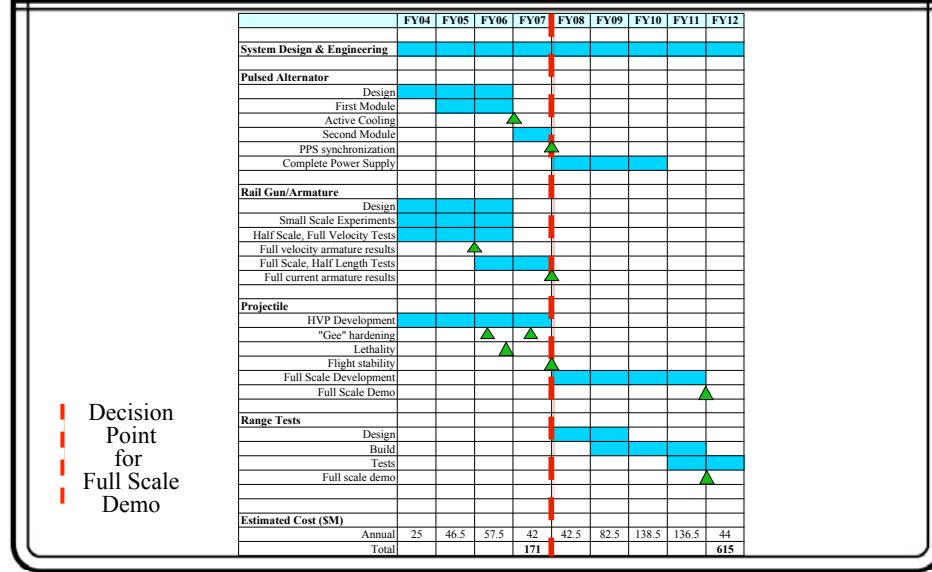 FY04 FY05 FY06 FY07 FY08 FY09 FY10 FY11 FY12
System Design & Engineering
Pulsed Alternator
Design
First Module
Active Cooling
Second Module
PPS synchronization
Complete Power Supply
Rail Gun/Armature
Design
Small Scale Experiments
Half Scale, Full Velocity Tests
Full velocity armature results
Full Scale, Half Length Tests
Full current armature results
Projectile
HVP Development
"Gee" hardening
Lethality
Flight stability
Full Scale Development
Full Scale Demo
Range Tests
Design
Build
Tests
Full scale demo
Estimated Cost ($M)
Annual 25 46.5 57.5 42 42.5 82.5 138.5 136.5 44
Total 171 615
Decision
Point
for
Full Scale
Demo